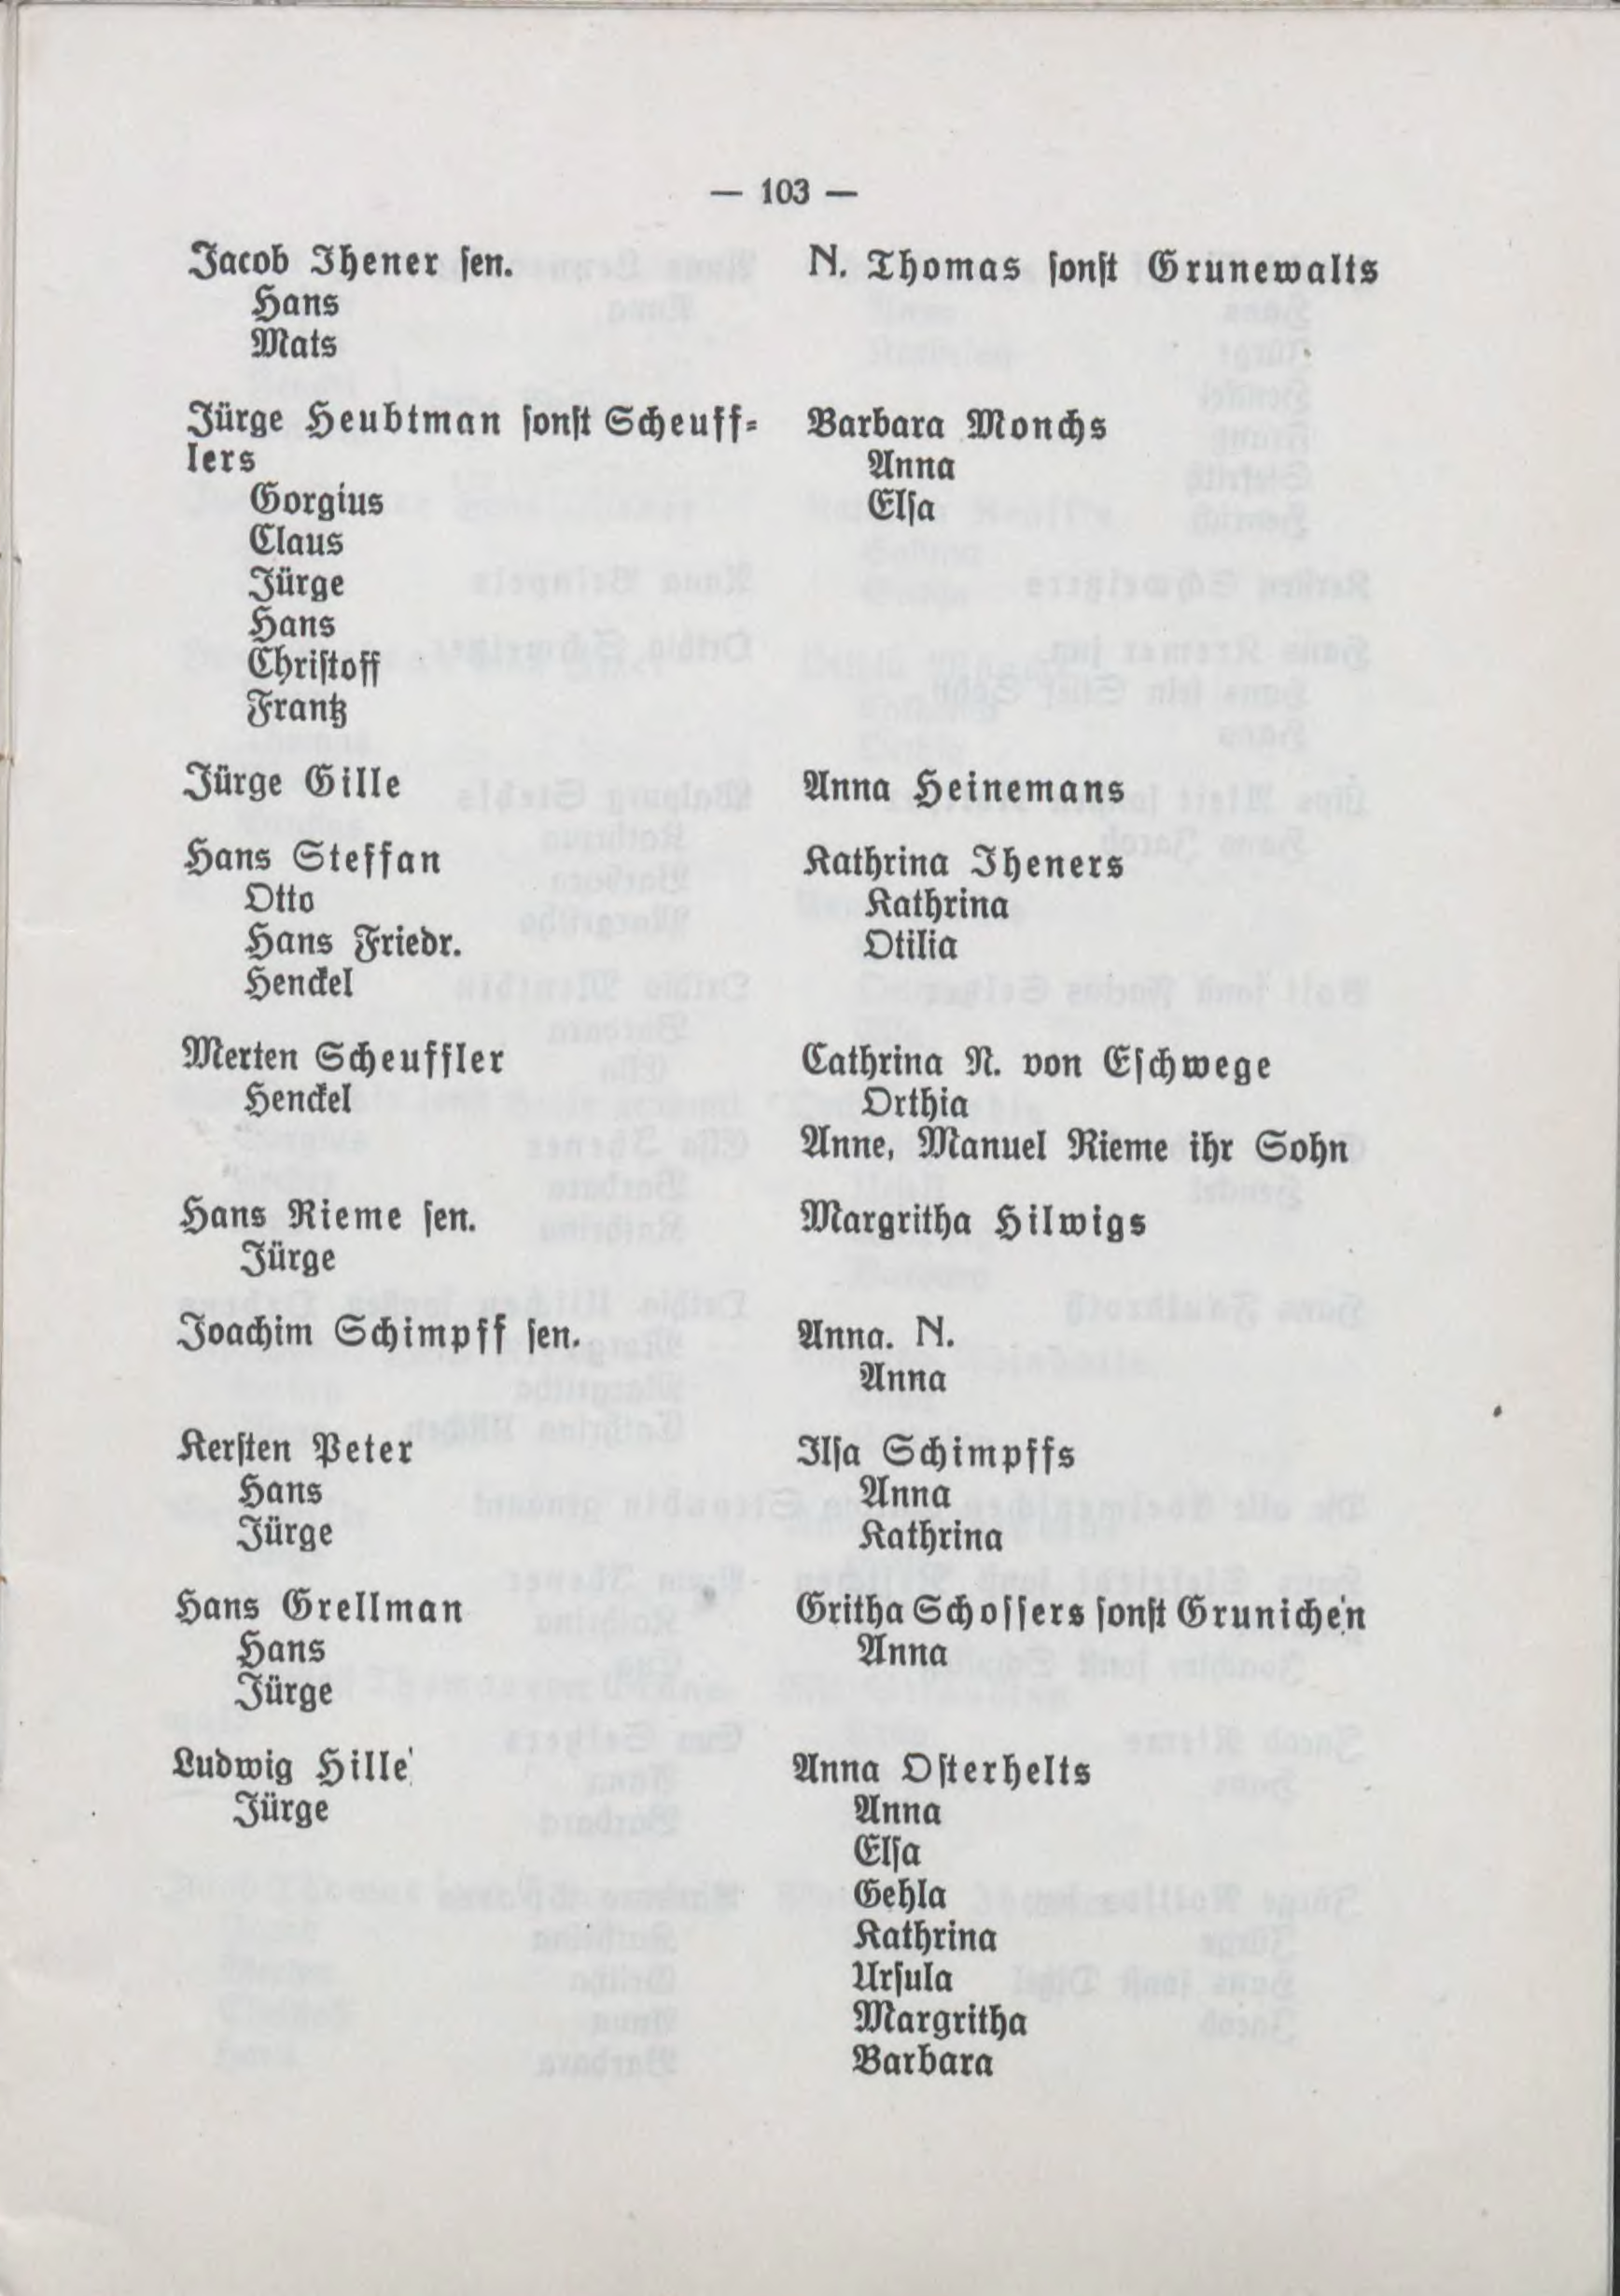 — 103 —
Jacob Ihener sen.
Hans
Mats
N. Thomas sonst Grunewalts
Jürge Heubtman sonst Scheuff-
lers
Gorgius
Claus
Jürge
Hans
Christoff
Frantz
Barbara Monchs
Anna
Elsa
Jürge Gille
Anna Heinemans
Hans Steffan
Otto
Hans Friedr.
Henckel
Kathrina Iheners
Kathrina
Otilia
Merten Scheuffler
Henckel
Cathrina N. von Eschwege
Orthia
Anne, Manuel Rieme ihr Sohn
Hans Rieme sen.
Jürge
Margritha Hilwigs
Joachim Schimpff sen.
Anna. N.
Anna
Kersten Peter
Hans
Jürge
Ilsa Schimpffs
Anna
Kathrina
Hans Grellman
Hans
Jürge
Gritha Schossers sonst Grunichen
Anna
Ludwig Hille
Jürge
Anna Osterhelts
Anna
Elsa
Gehla
Kathrina
Ursula
Margritha
Barbara